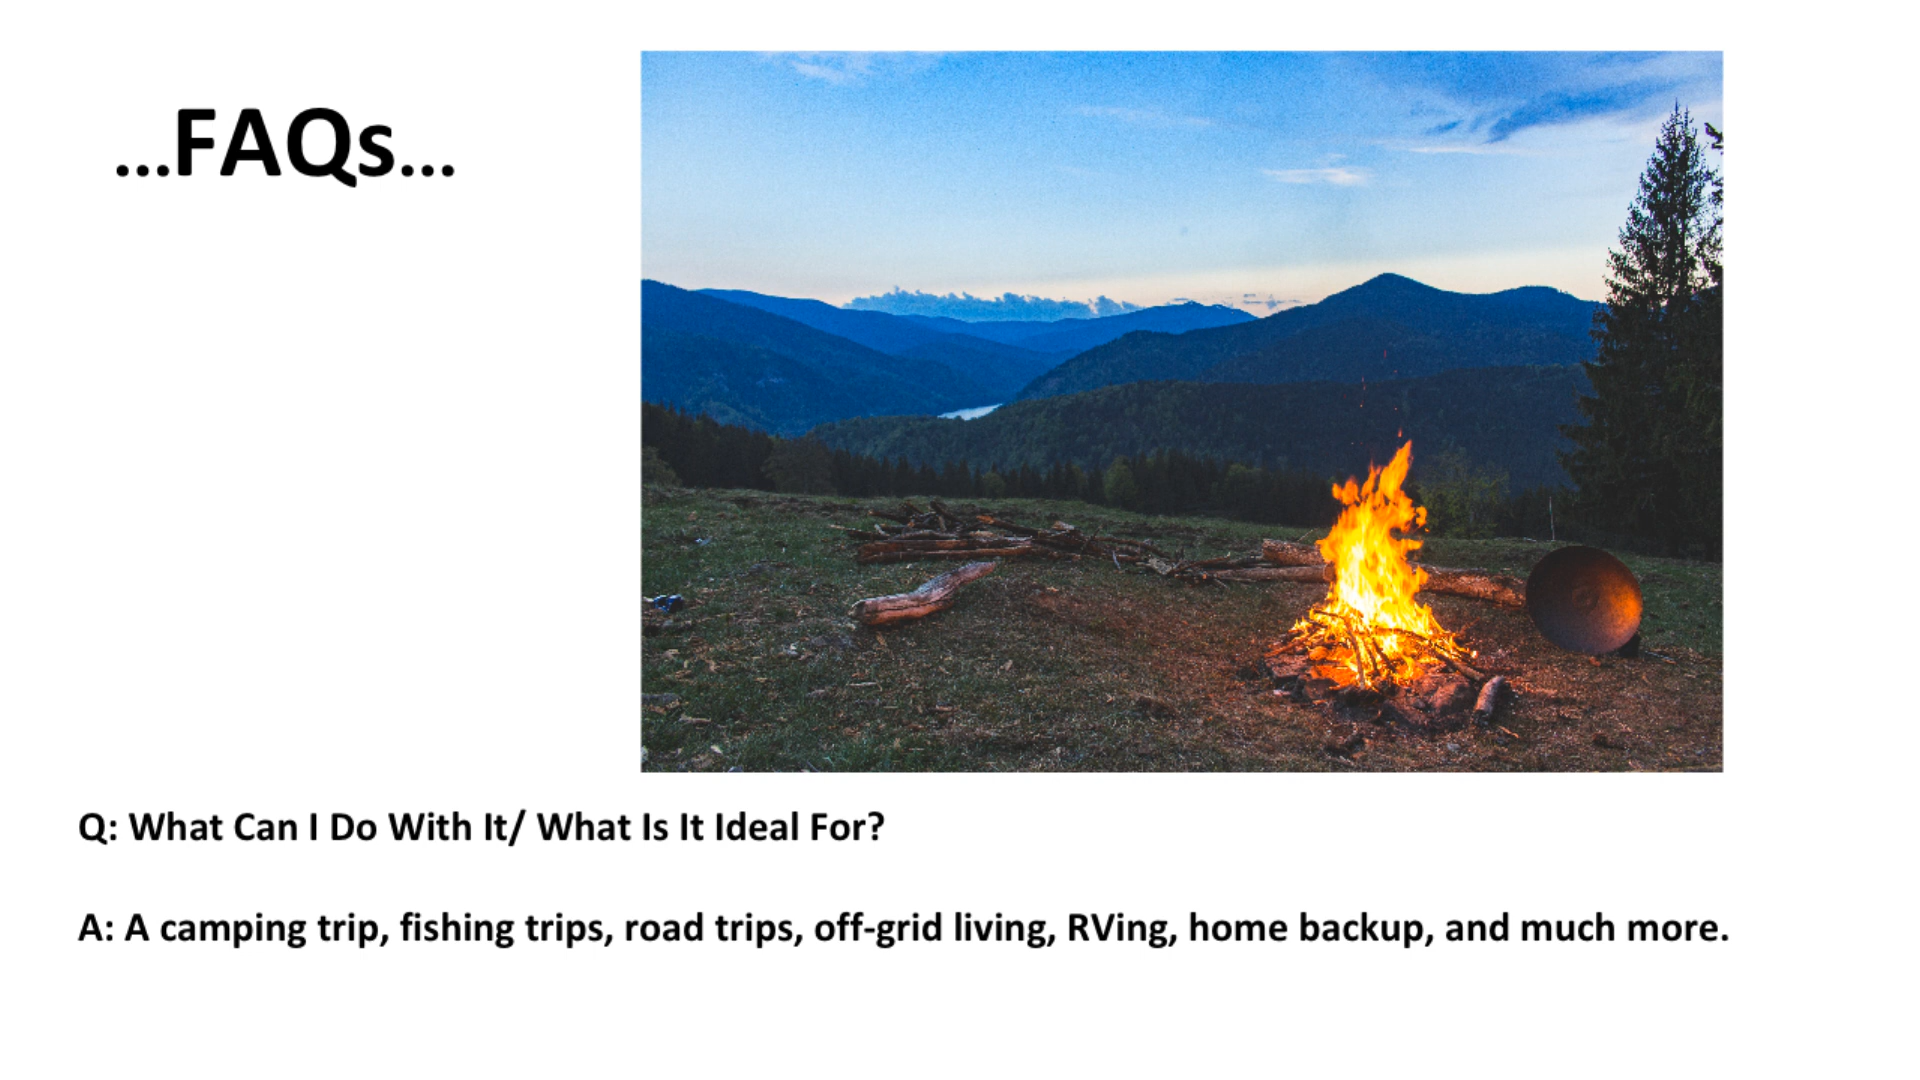 ...FAQs...
Q: What Can I Do With It/ What Is It Ideal For?
A: A camping trip, fishing trips, road trips, off-grid living, RVing, home backup, and much more.